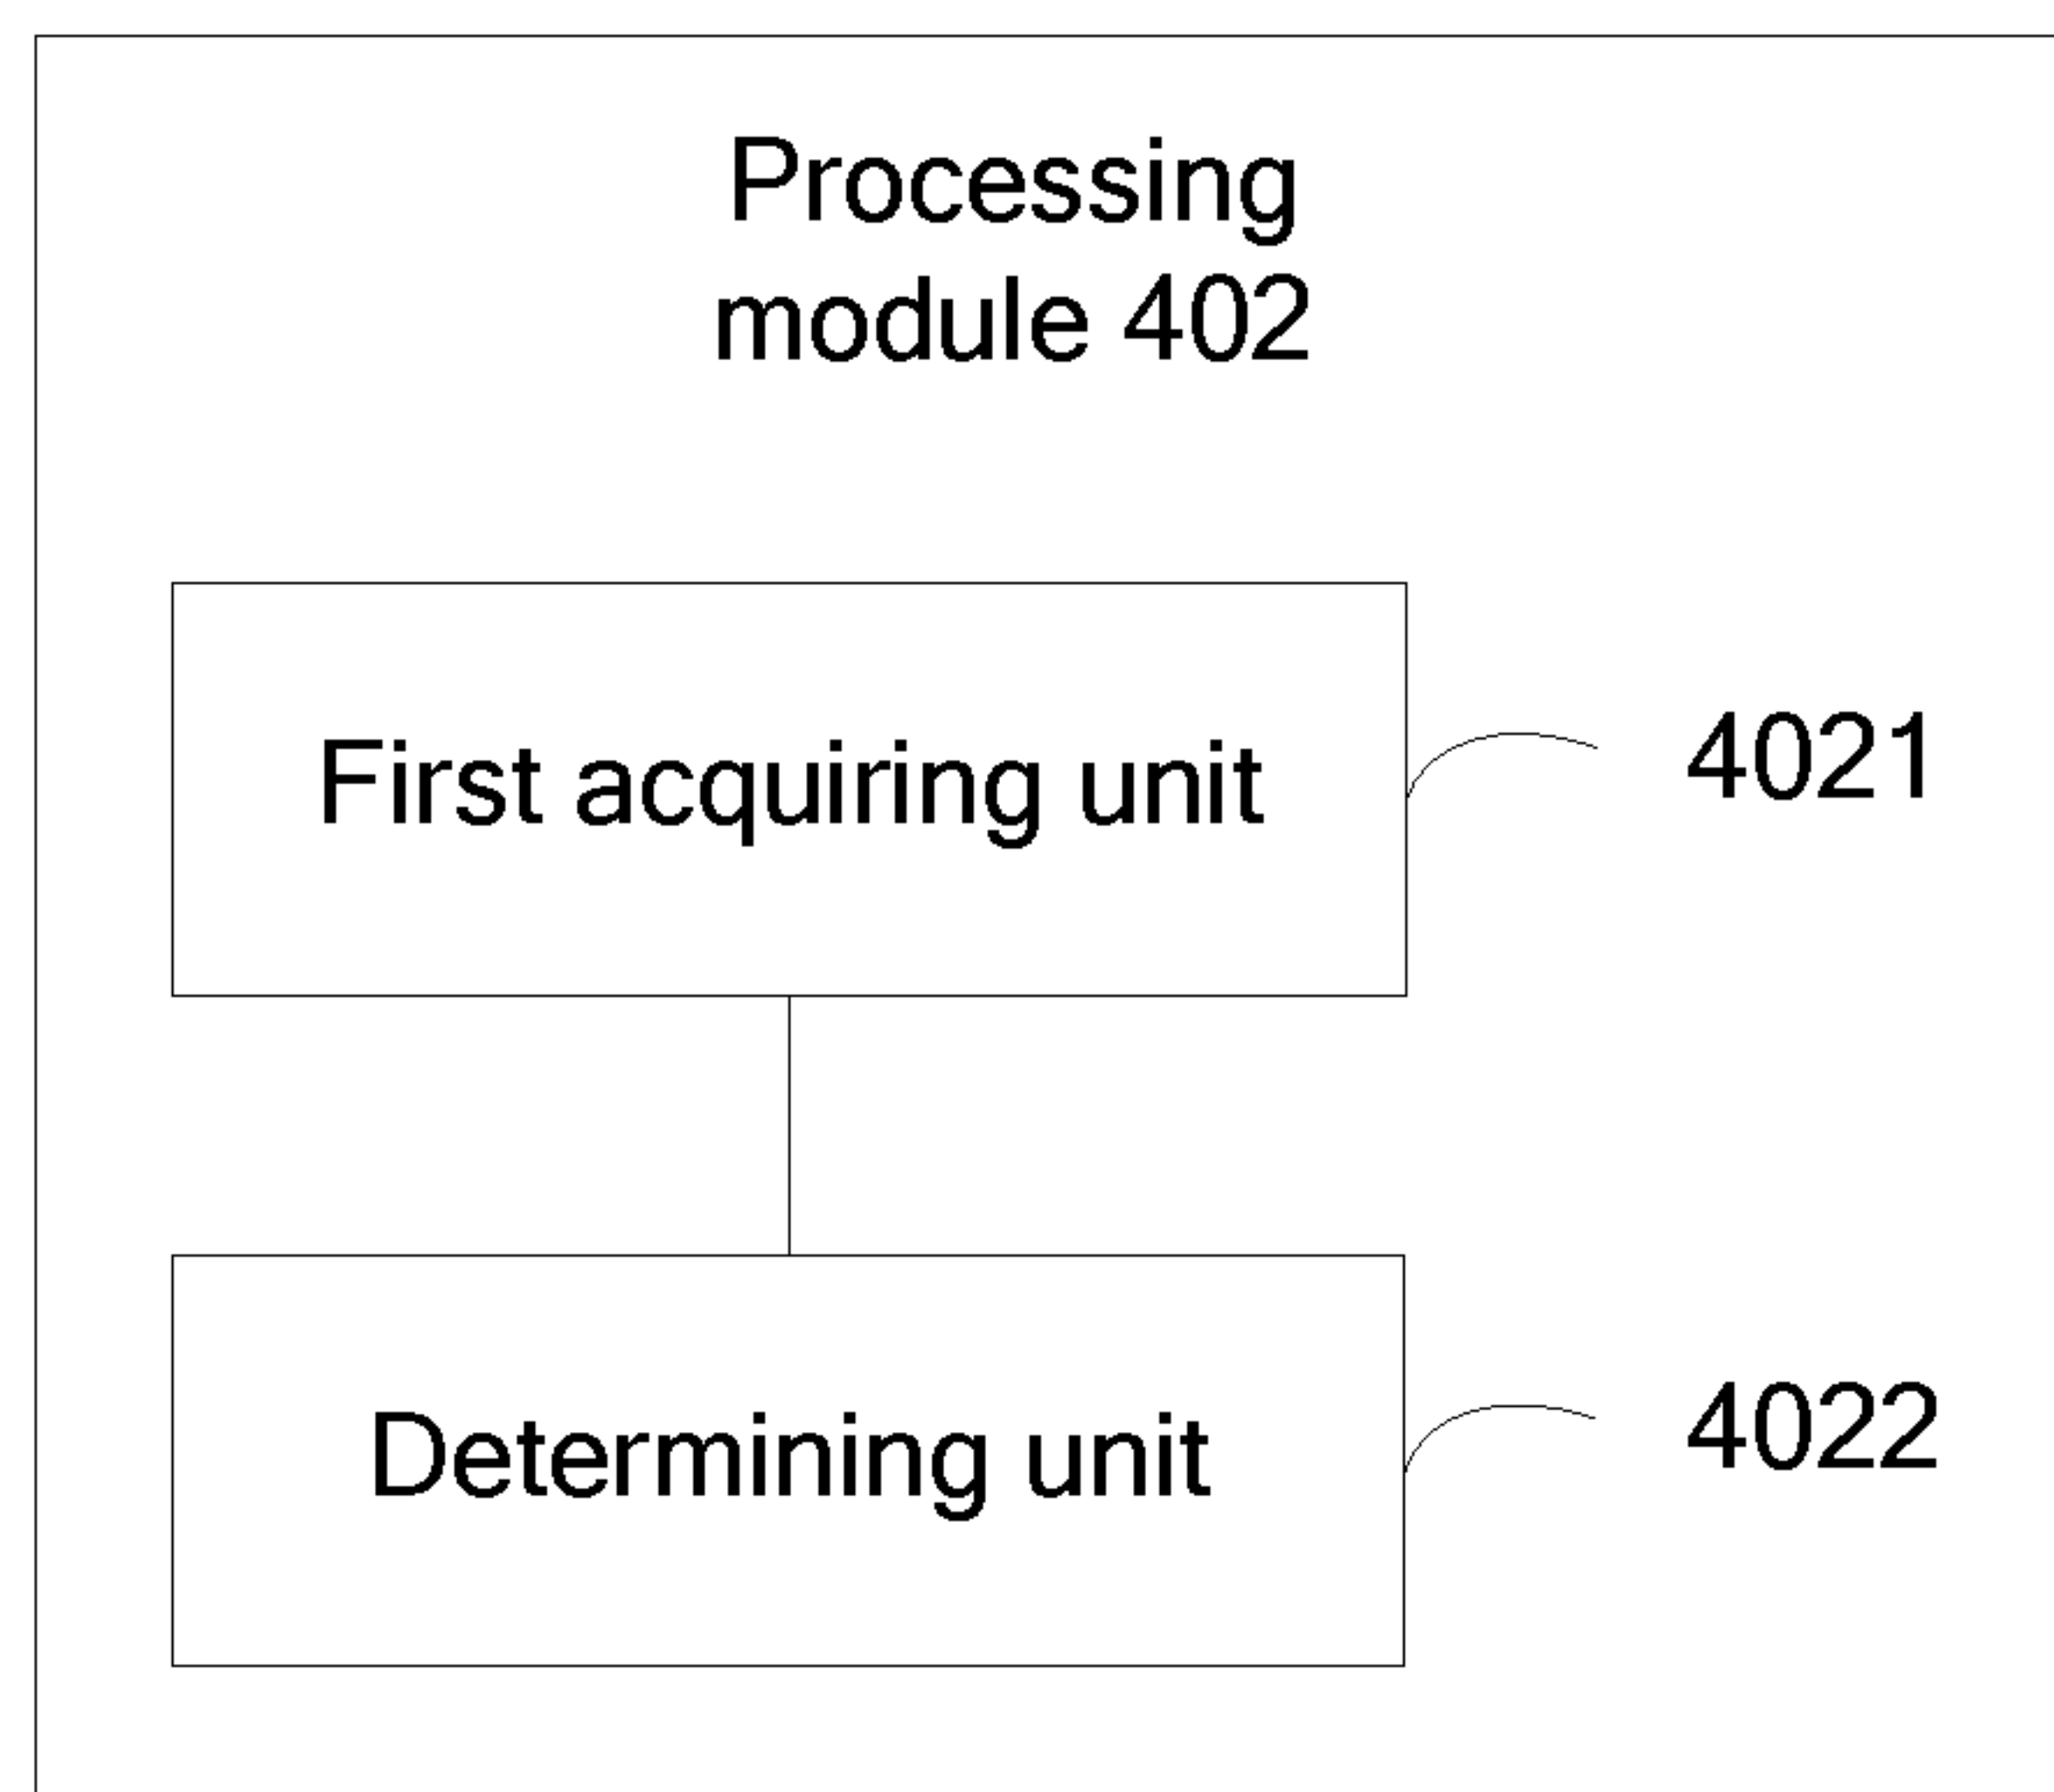 Processing
module 402
First acquiring unit
4021
Determining unit
4022